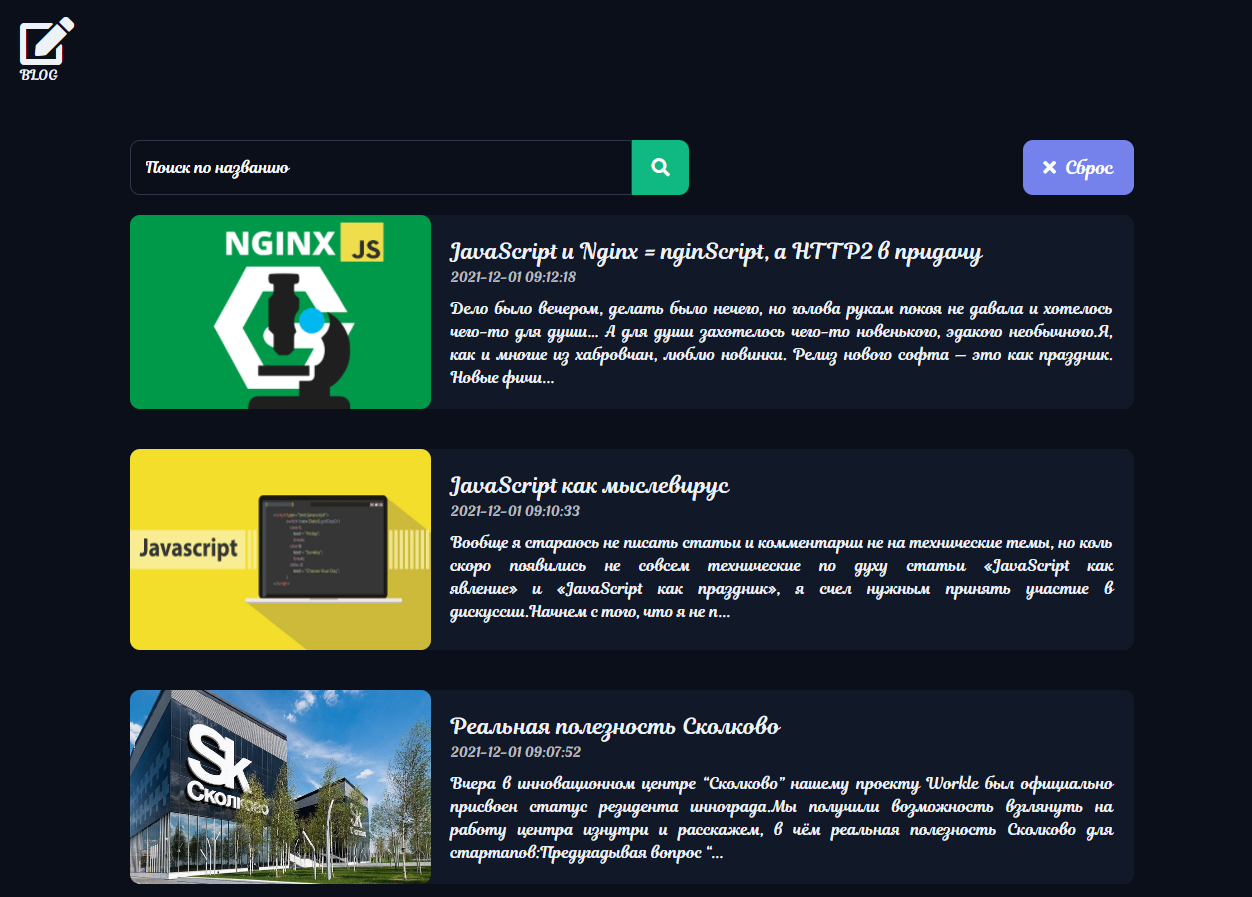 BLOG
Поиск по названию
Сброс
NGINX JS
JavaScript и Nginx = nginScript, а HTTP2 в придачу
2021-12-01 09:12:18
Дело было вечером, делать было нечего, но голова рукам покоя не давала и хотелось
чего-то для души... А для души захотелось чего-то новенького, эдакого необычного.Я,
как и многие из хабровчан, люблю новинки. Релиз нового софта — это как праздник.
Новые фичи...
Javascript
JavaScript как мыслевирус
2021-12-01 09:10:33
Вообще я стараюсь не писать статьи и комментарии не на технические темы, но коль
скоро появились не совсем технические по духу статьи «JavaScript как
явление» и «JavaScript как праздник», я счел нужным принять участие в
дискуссии.Начнем с того, что я не п...
Sk
Сколково
Sk
Реальная полезность Сколково
2021-12-01 09:07:52
Вчера в инновационном центре “Сколково” нашему проекту Workle был официально
присвоен статус резидента иннограда.Мы получили возможность взглянуть на
работу центра изнутри и расскажем, в чём реальная полезность Сколково для
стартапов:Предугадывая вопрос “...